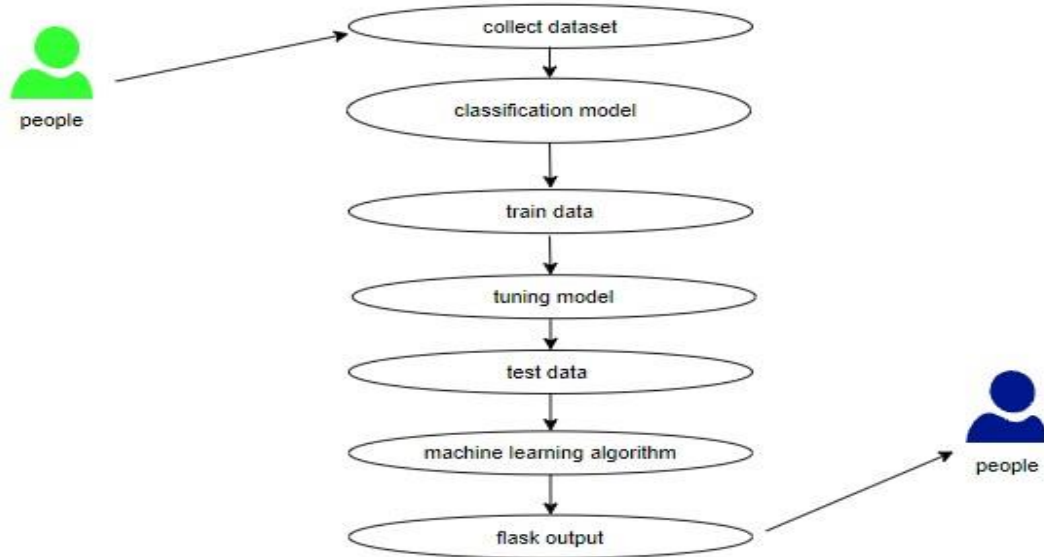 collect dataset
people
classification model
train data
tuning model
test data
machine learning algorithm
people
flask output